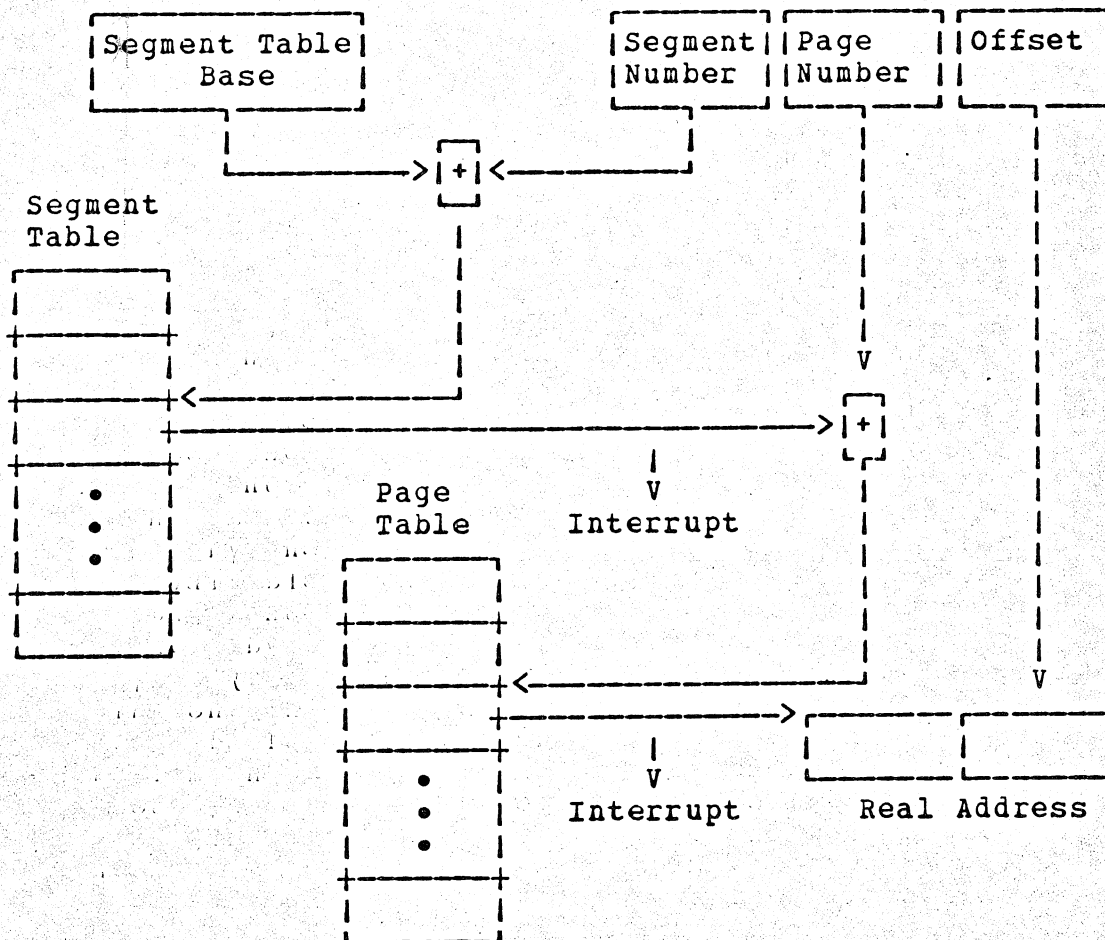 Segment Table
Base
Segment
Number
Page
Number
Offset
+
Segment
Table
+
Interrupt
Page
Table
Interrupt
Real Address